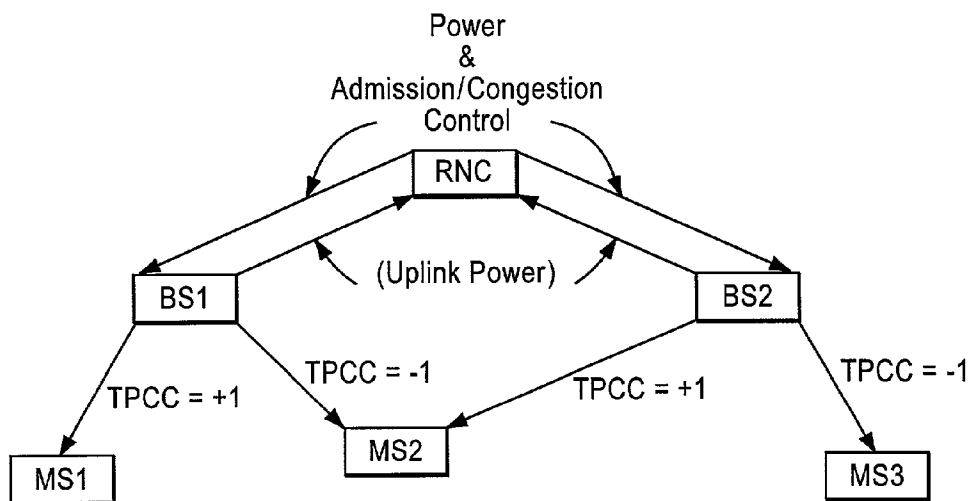 Power
&
Admission/Congestion
Control
RNC
(Uplink Power)
BS1
BS2
TPCC = +1
TPCC = -1
TPCC = +1
TPCC = -1
MS1
MS2
MS3